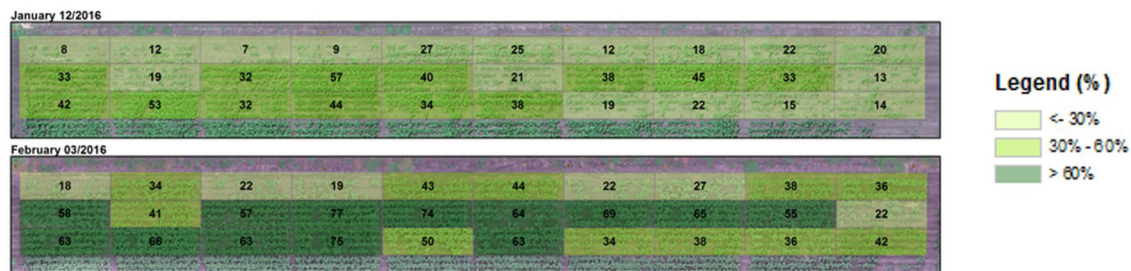 January 12/2016
8 12 7 9 27 25 12 18 22 20
33 19 32 57 40 21 38 45 33 13
42 53 32 44 34 38 19 22 15 14
February 03/2016
18 34 22 19 43 44 22 27 38 36
58 41 57 77 74 64 69 65 55 22
63 66 63 75 50 63 34 38 36 42
Legend (%)
<- 30%
30% - 60%
> 60%